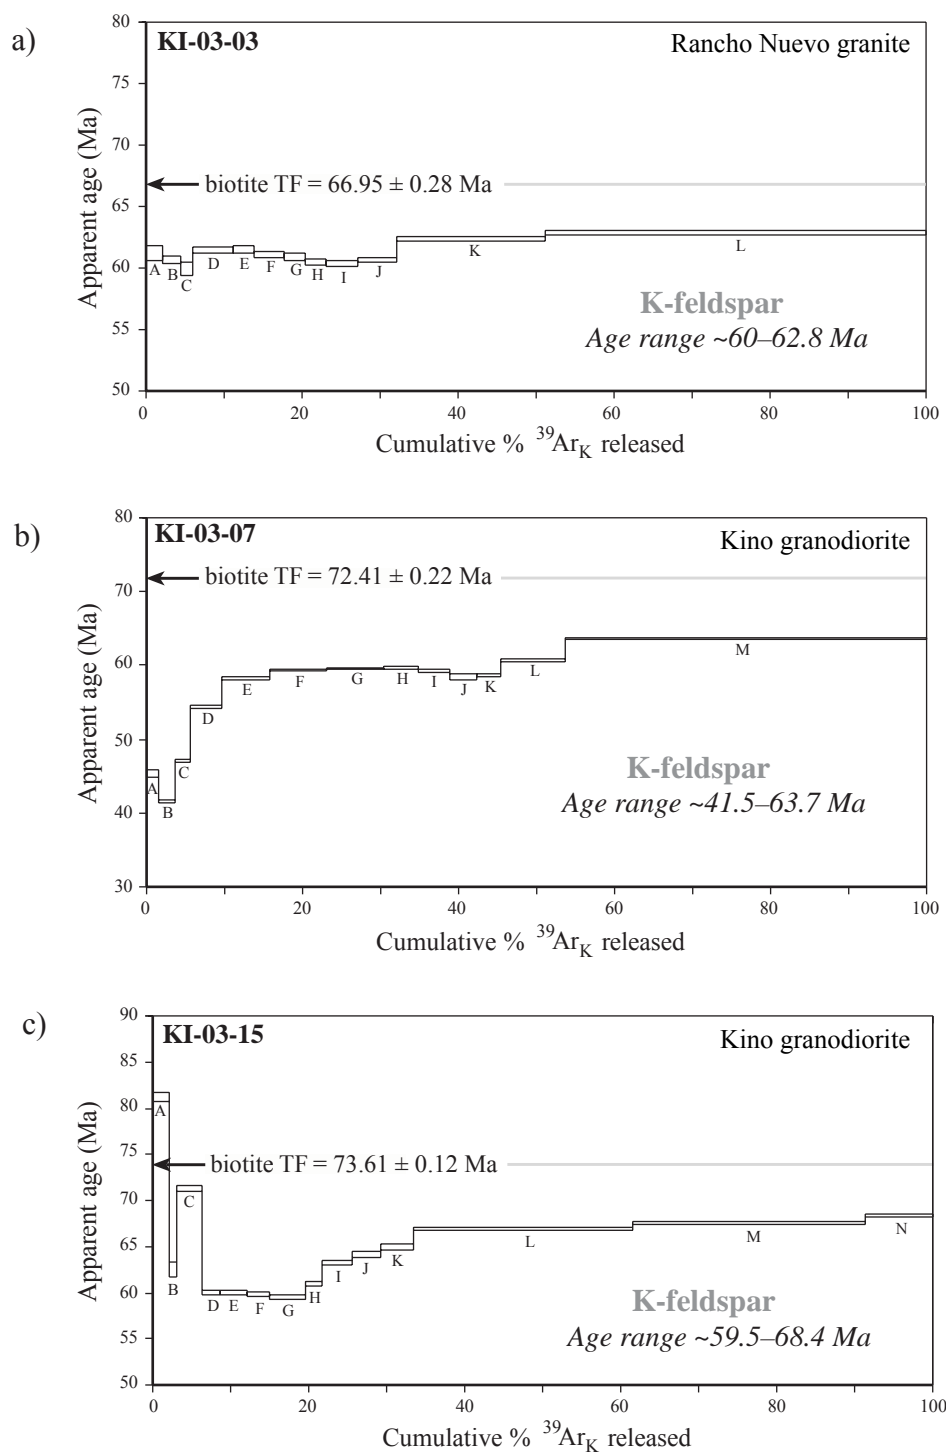 a)
KI-03-03
Rancho Nuevo granite
Apparent age (Ma)
80
75
70
65
60
55
50
biotite TF = 66.95 ± 0.28 Ma
A B C D E F G H I J K L
K-feldspar
Age range ~60–62.8 Ma
0 20 40 60 80 100
Cumulative % ³⁹Ar_K released
b)
KI-03-07
Kino granodiorite
Apparent age (Ma)
80
70
60
50
40
30
biotite TF = 72.41 ± 0.22 Ma
A B C D E F G H I J K L M
K-feldspar
Age range ~41.5–63.7 Ma
0 20 40 60 80 100
Cumulative % ³⁹Ar_K released
c)
KI-03-15
Kino granodiorite
Apparent age (Ma)
90
85
80
75
70
65
60
55
50
biotite TF = 73.61 ± 0.12 Ma
A B C D E F G H I J K L M N
K-feldspar
Age range ~59.5–68.4 Ma
0 20 40 60 80 100
Cumulative % ³⁹Ar_K released